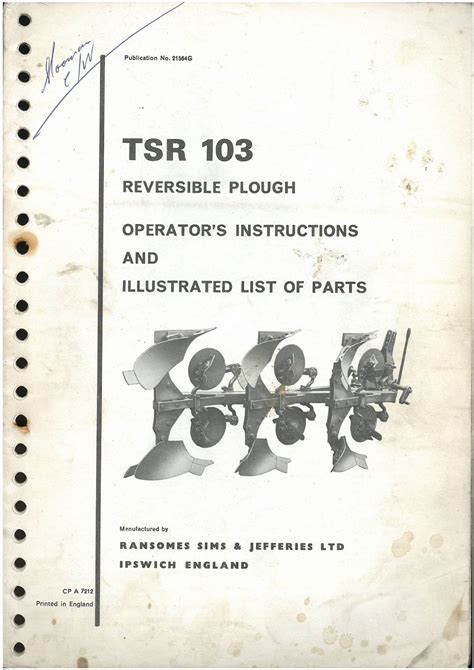 Publication No. 21564G
TSR 103
REVERSIBLE PLOUGH
OPERATOR'S INSTRUCTIONS
AND
ILLUSTRATED LIST OF PARTS
Manufactured by
RANSOMES SIMS & JEFFERIES LTD
IPSWICH ENGLAND
CP A 7212
Printed in England